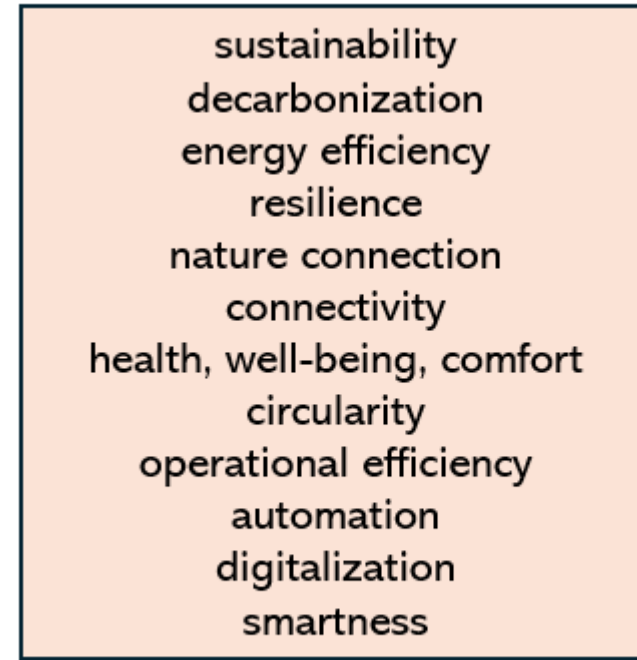 sustainability
decarbonization
energy efficiency
resilience
nature connection
connectivity
health, well-being, comfort
circularity
operational efficiency
automation
digitalization
smartness